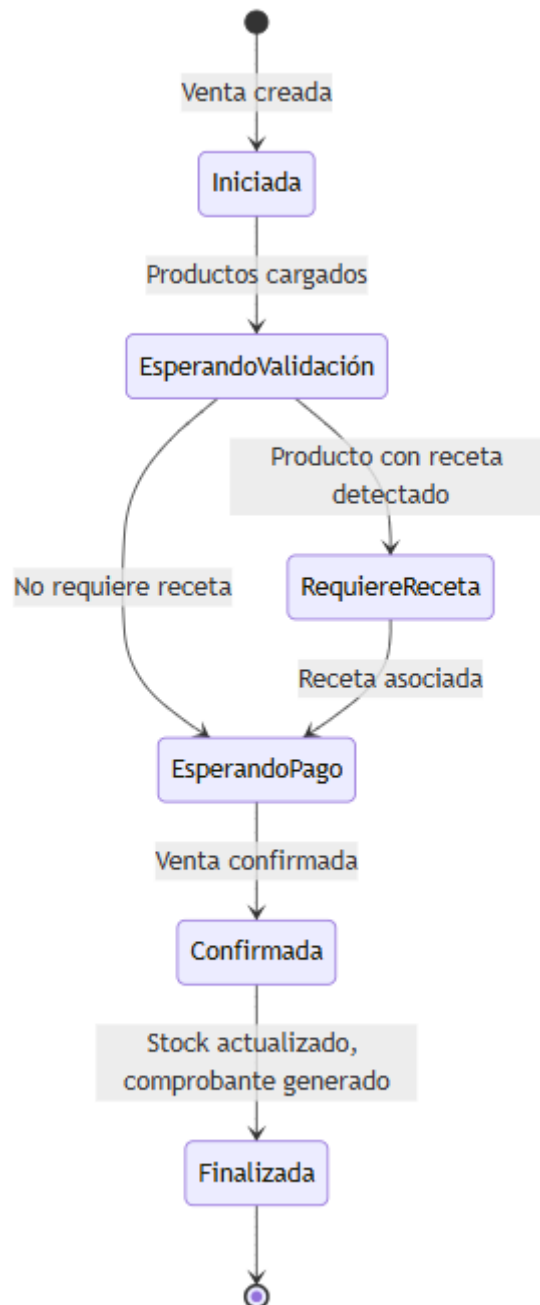 Venta creada
Iniciada
Productos cargados
EsperandoValidación
Producto con receta
detectado
No requiere receta
RequiereReceta
Receta asociada
EsperandoPago
Venta confirmada
Confirmada
Stock actualizado,
comprobante generado
Finalizada